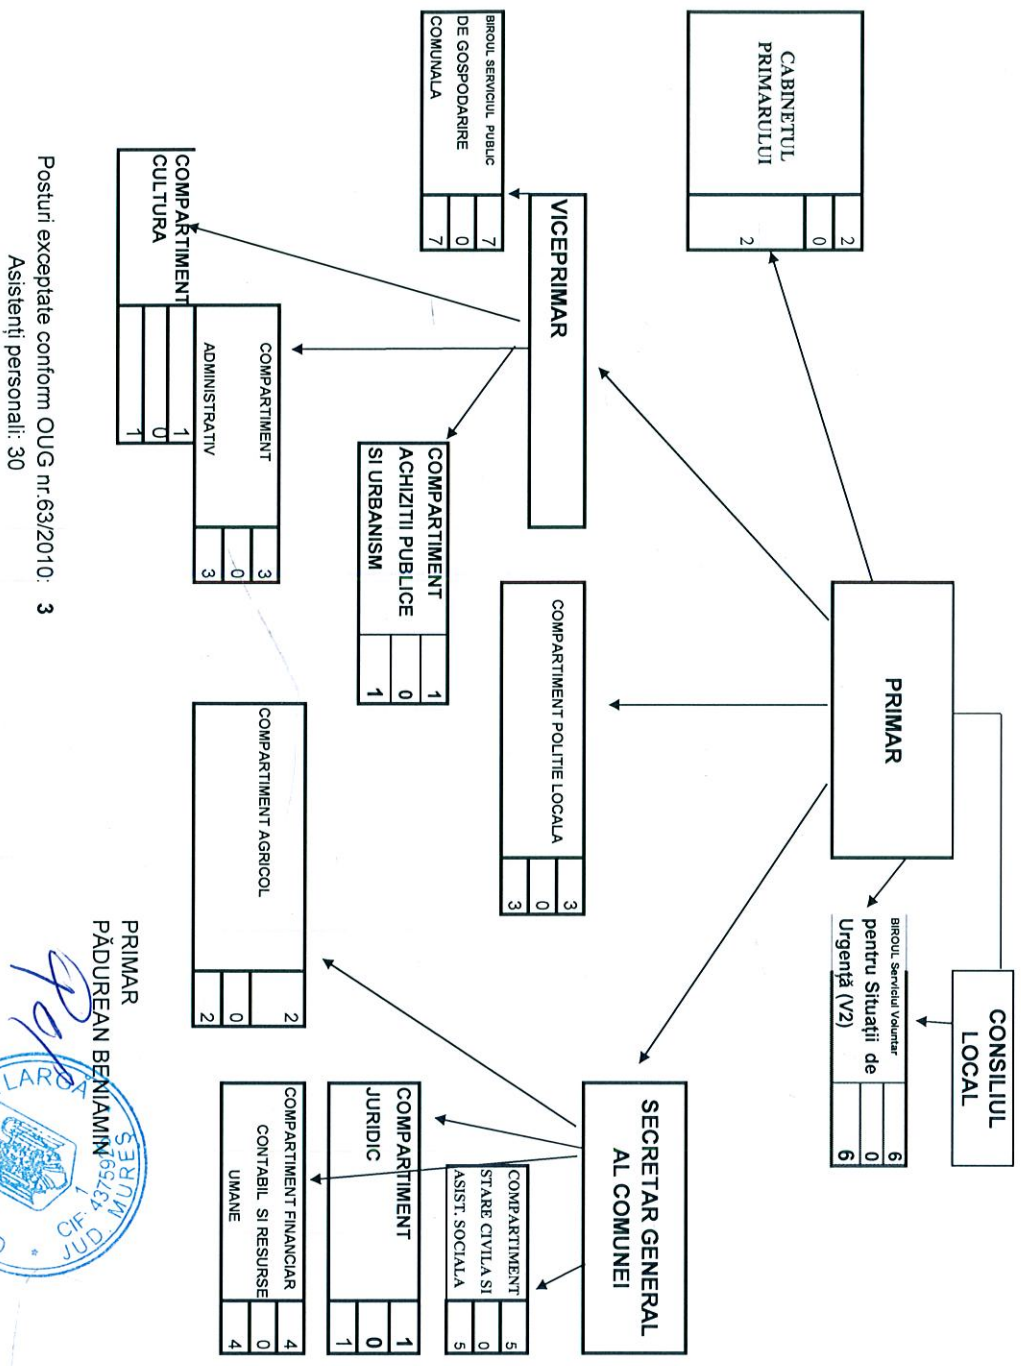 CONSILIUL
LOCAL
PRIMAR
BIROUL Serviciul Voluntar
pentru Situații de
Urgență (V2)
6
0
6
CABINETUL
PRIMARULUI
2
0
2
VICEPRIMAR
COMPARTIMENT POLITIE LOCALA
3
0
3
SECRETAR GENERAL
AL COMUNEI
BIROUL SERVICIUL PUBLIC
DE GOSPODARIRE
COMUNALA
7
0
7
COMPARTIMENT
ACHIZITII PUBLICE
SI URBANISM
1
0
1
COMPARTIMENT
STARE CIVILA SI
ASIST. SOCIALA
5
0
5
COMPARTIMENT
JURIDIC
1
0
1
COMPARTIMENT
ADMINISTRATIV
3
0
3
COMPARTIMENT AGRICOL
2
0
2
COMPARTIMENT FINANCIAR
CONTABIL SI RESURSE
UMANE
4
0
4
COMPARTIMENT
CULTURA
1
0
1
Posturi exceptate conform OUG nr.63/2010: 3
Asistenți personali: 30
PRIMAR
PĂDUREAN BENIAMIN
JUD. MUREȘ
1